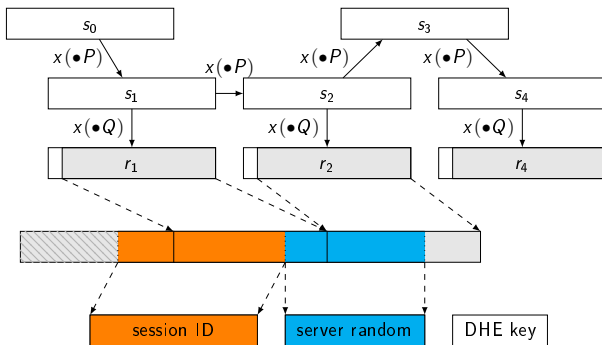 s₀
s₃
x(●P)
x(●P)
x(●P)
x(●P)
s₁
s₂
s₄
x(●Q)
x(●Q)
x(●Q)
r₁
r₂
r₄
session ID
server random
DHE key